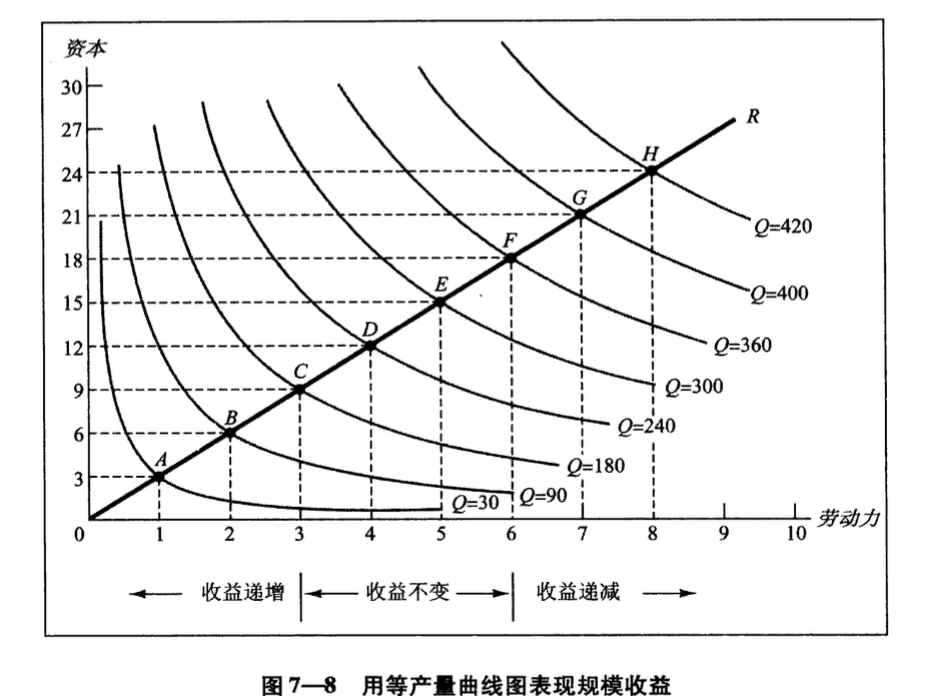 资本
30
27
24
21
18
15
12
9
6
3
0
1 2 3 4 5 6 7 8 9 10
劳动力
A
B
C
D
E
F
G
H
R
Q=420
Q=400
Q=360
Q=300
Q=240
Q=180
Q=90
Q=30
收益递增 收益不变 收益递减
图7—8 用等产量曲线图表现规模收益